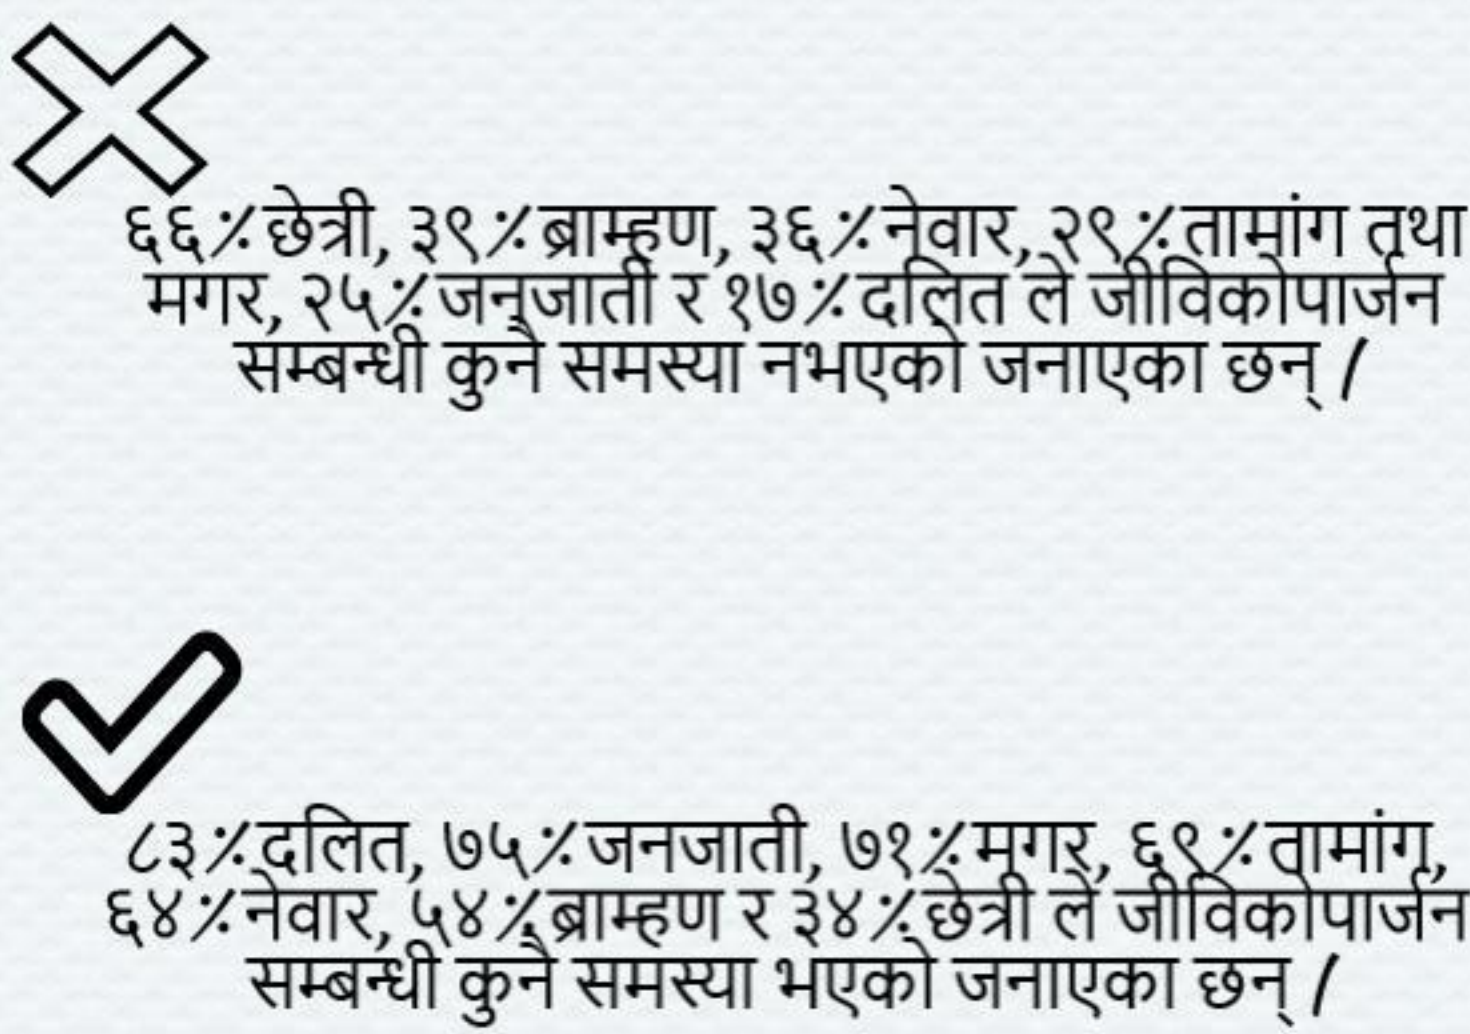 ६६٪छेत्री, ३९٪ब्राम्हण, ३६٪नेवार, २९٪तामांग तथा
मगर, २५٪जनजाती र १७٪दलित ले जीविकोपार्जन
सम्बन्धी कुनै समस्या नभएको जनाएका छन् /
८३٪दलित, ७५٪जनजाती, ७१٪मगर, ६९٪तामांग,
६४٪नेवार, ५४٪ब्राम्हण र ३४٪छेत्री ले जीविकोपार्जन
सम्बन्धी कुनै समस्या भएको जनाएका छन् /